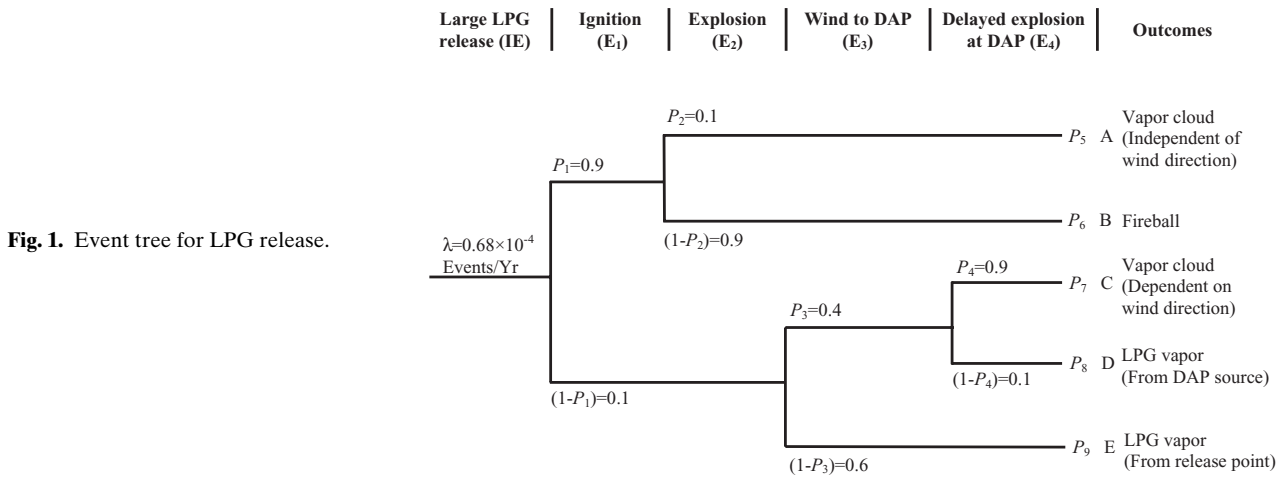 Large LPG
release (IE)
Ignition
(E₁)
Explosion
(E₂)
Wind to DAP
(E₃)
Delayed explosion
at DAP (E₄)
Outcomes
P₂=0.1
P₅ A Vapor cloud
(Independent of
wind direction)
P₁=0.9
P₆ B Fireball
(1-P₂)=0.9
Fig. 1. Event tree for LPG release.
λ=0.68×10⁻⁴
Events/Yr
P₄=0.9
P₇ C Vapor cloud
(Dependent on
wind direction)
P₃=0.4
P₈ D LPG vapor
(From DAP source)
(1-P₄)=0.1
(1-P₁)=0.1
P₉ E LPG vapor
(From release point)
(1-P₃)=0.6